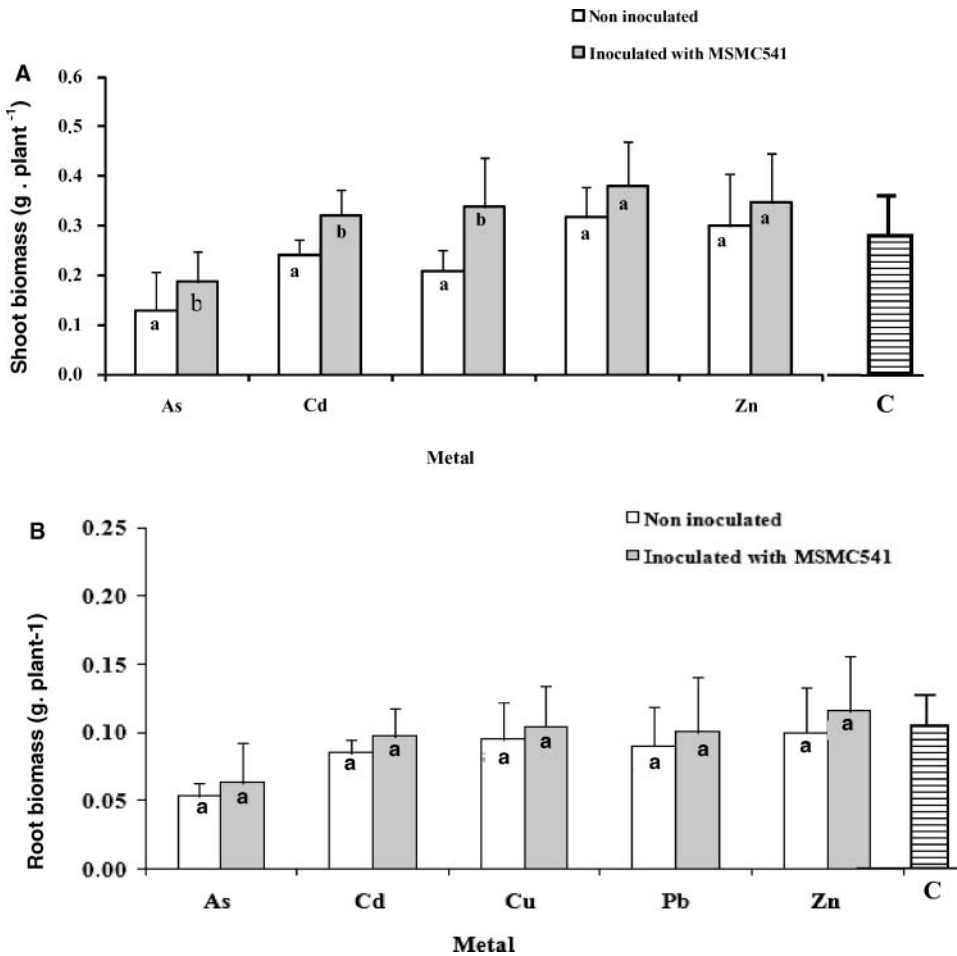 Non inoculated
Inoculated with MSMC541
A
Shoot biomass (g . plant -1)
0.6
0.5
0.4
0.3
0.2
0.1
0.0
a b a b a b a a a a
As Cd Zn C
Metal
B
Root biomass (g. plant-1)
Non inoculated
Inoculated with MSMC541
0.25
0.20
0.15
0.10
0.05
0.00
a a a a a a a a a a
As Cd Cu Pb Zn C
Metal